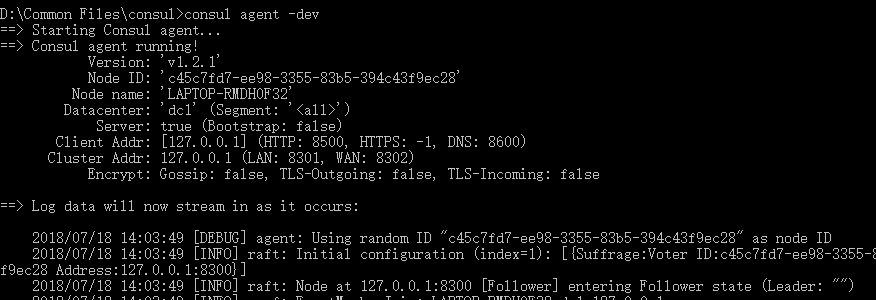 D:\Common Files\consul>consul agent -dev
==> Starting Consul agent...
==> Consul agent running!
Version: 'v1.2.1'
Node ID: 'c45c7fd7-ee98-3355-83b5-394c43f9ec28'
Node name: 'LAPTOP-RMDH0F32'
Datacenter: 'dc1' (Segment: '<all>')
Server: true (Bootstrap: false)
Client Addr: [127.0.0.1] (HTTP: 8500, HTTPS: -1, DNS: 8600)
Cluster Addr: 127.0.0.1 (LAN: 8301, WAN: 8302)
Encrypt: Gossip: false, TLS-Outgoing: false, TLS-Incoming: false
==> Log data will now stream in as it occurs:
2018/07/18 14:03:49 [DEBUG] agent: Using random ID "c45c7fd7-ee98-3355-83b5-394c43f9ec28" as node ID
2018/07/18 14:03:49 [INFO] raft: Initial configuration (index=1): [{Suffrage:Voter ID:c45c7fd7-ee98-3355-8
f9ec28 Address:127.0.0.1:8300}]
2018/07/18 14:03:49 [INFO] raft: Node at 127.0.0.1:8300 [Follower] entering Follower state (Leader: "")